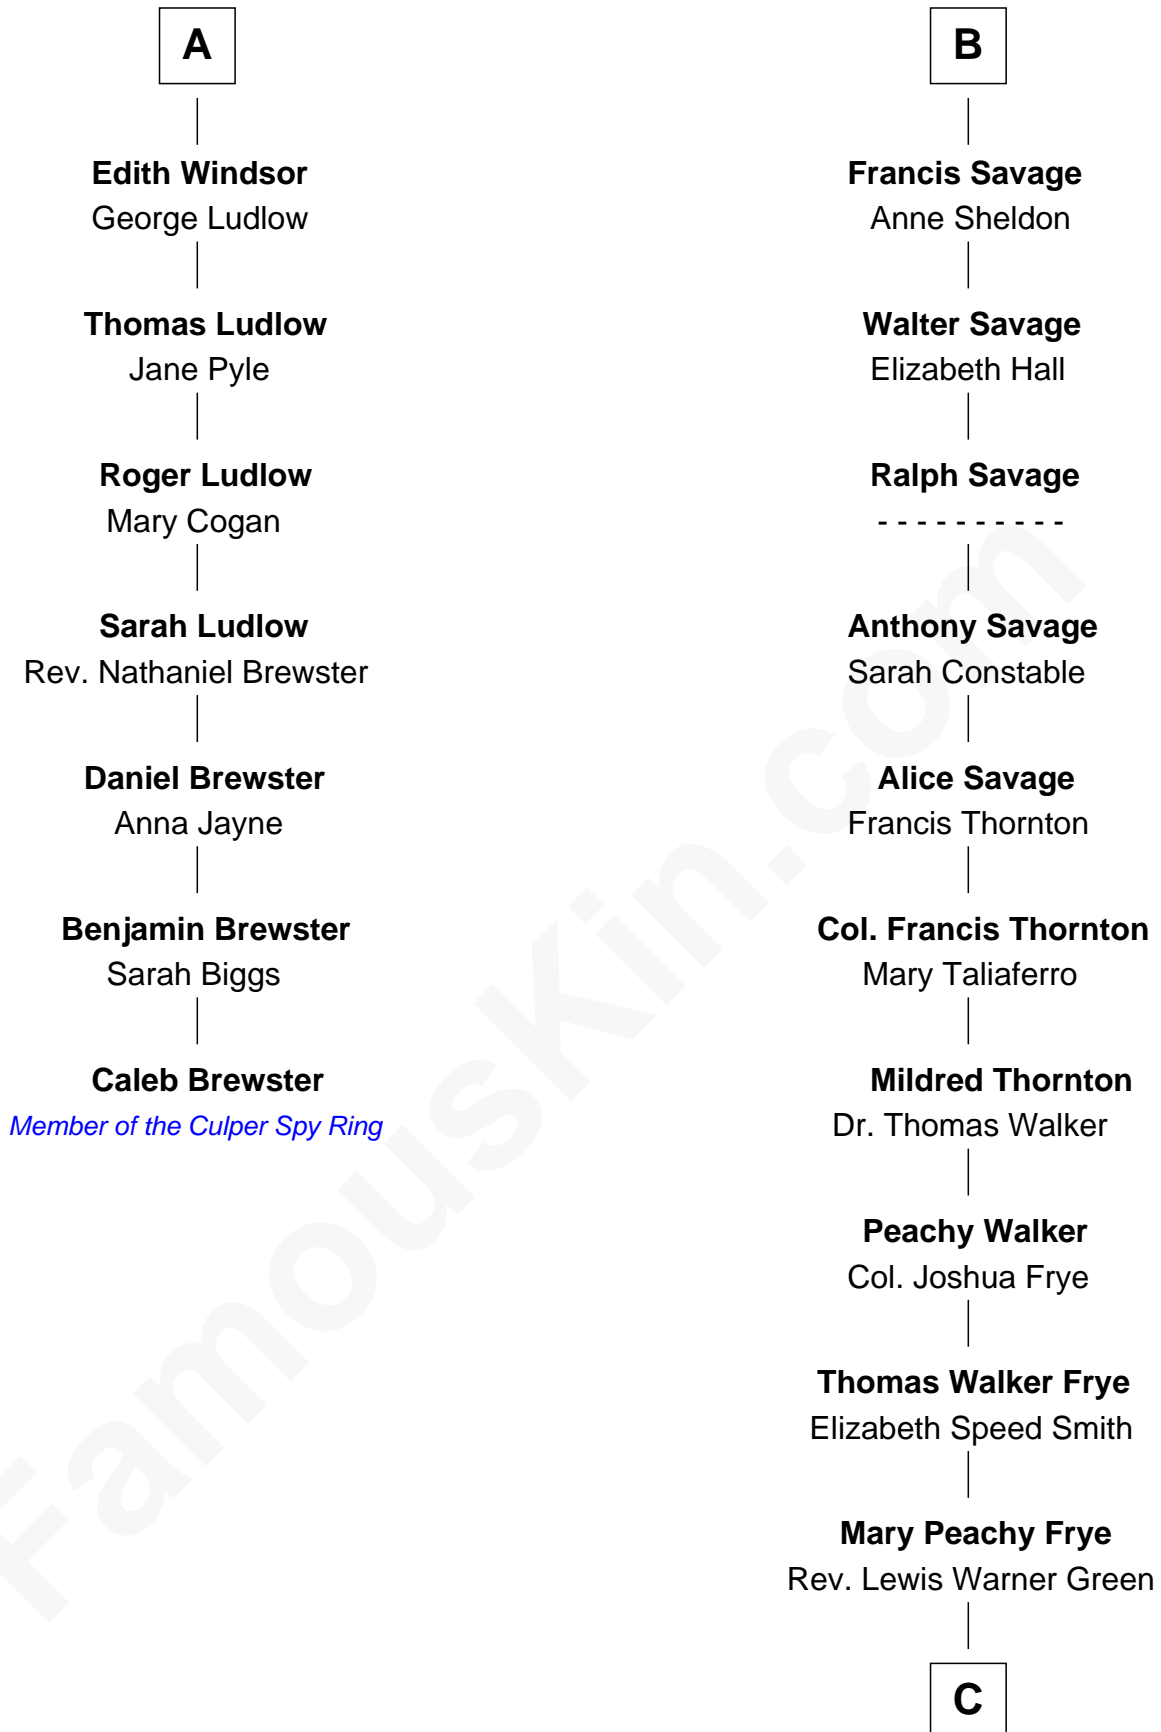 A
Edith Windsor
George Ludlow
Thomas Ludlow
Jane Pyle
Roger Ludlow
Mary Cogan
Sarah Ludlow
Rev. Nathaniel Brewster
Daniel Brewster
Anna Jayne
Benjamin Brewster
Sarah Biggs
Caleb Brewster
Member of the Culper Spy Ring
B
Francis Savage
Anne Sheldon
Walter Savage
Elizabeth Hall
Ralph Savage
- - - - - - - - - -
Anthony Savage
Sarah Constable
Alice Savage
Francis Thornton
Col. Francis Thornton
Mary Taliaferro
Mildred Thornton
Dr. Thomas Walker
Peachy Walker
Col. Joshua Frye
Thomas Walker Frye
Elizabeth Speed Smith
Mary Peachy Frye
Rev. Lewis Warner Green
C
FamousKin.com